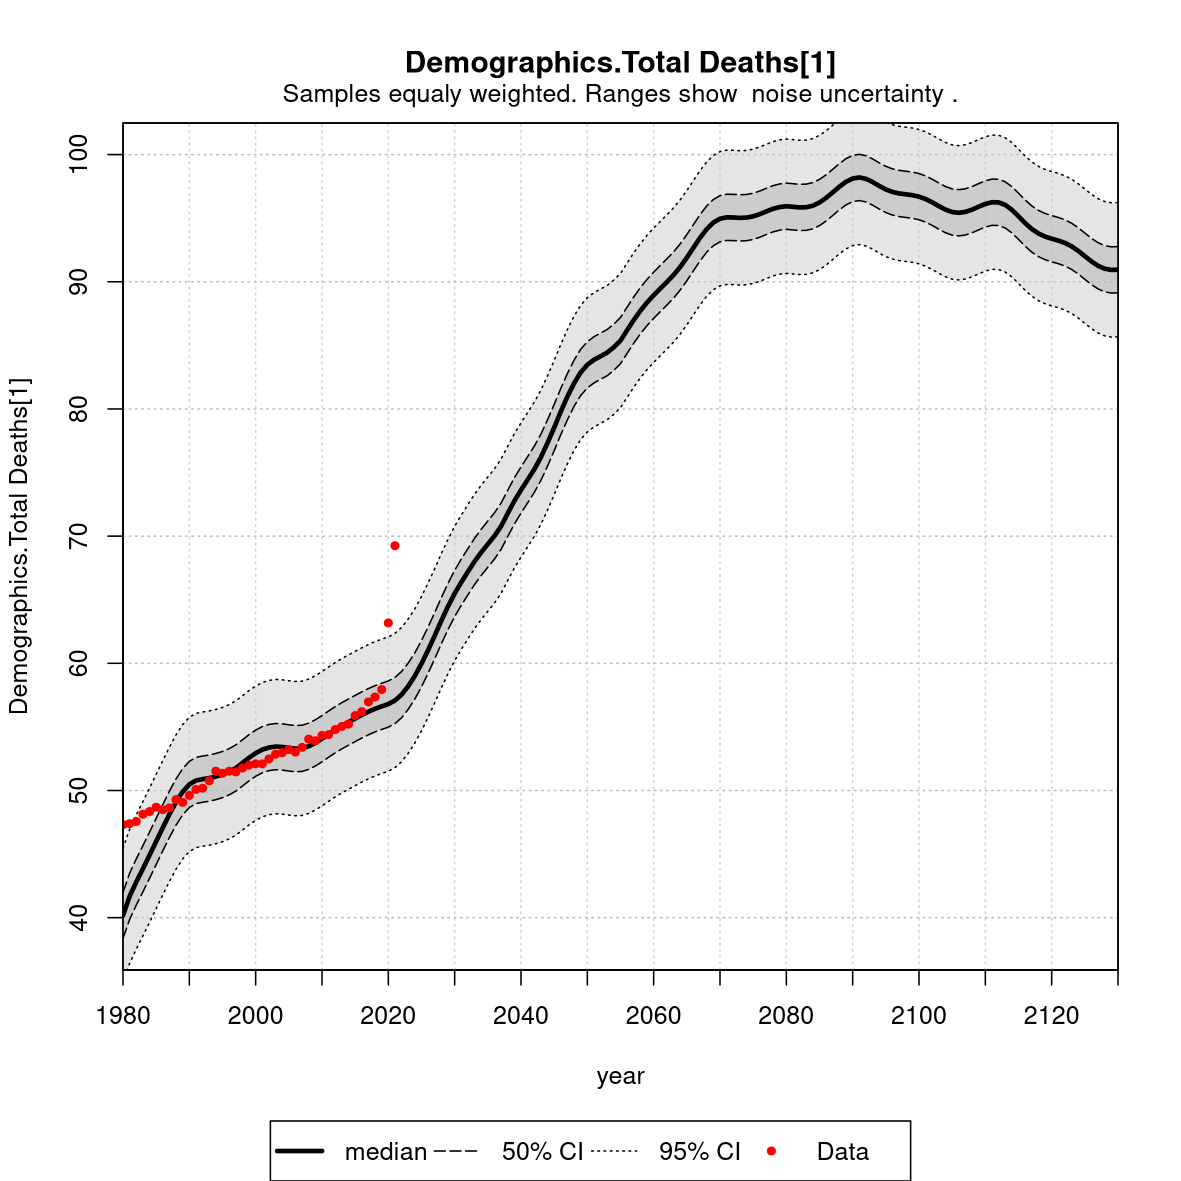 Demographics.Total Deaths[1]
Samples equaly weighted. Ranges show  noise uncertainty .
Demographics.Total Deaths[1]
100
90
80
70
60
50
40
1980 2000 2020 2040 2060 2080 2100 2120
year
median 50% CI 95% CI Data